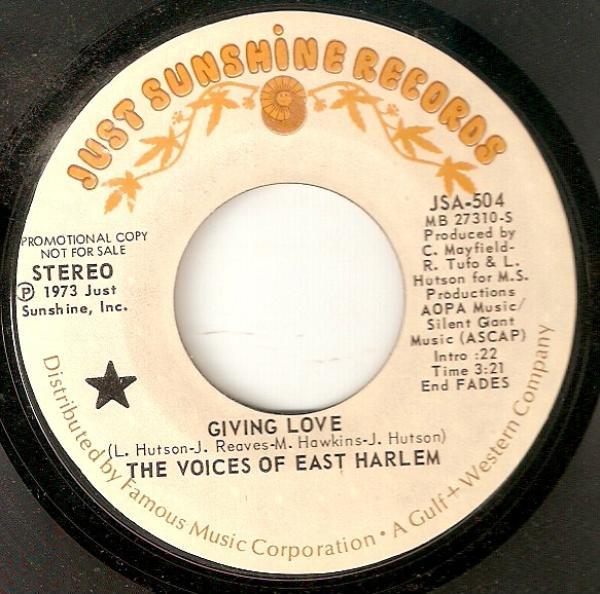 JUST SUNSHINE RECORDS
PROMOTIONAL COPY
NOT FOR SALE
STEREO
Ⓟ 1973 Just
Sunshine, Inc.
JSA-504
MB 27310-S
Produced by
C. Mayfield-
R. Tufo & L.
Hutson for M.S.
Productions
AOPA Music/
Silent Giant
Music (ASCAP)
Intro :22
Time 3:21
End FADES
GIVING LOVE
(L. Hutson-J. Reaves-M. Hawkins-J. Hutson)
THE VOICES OF EAST HARLEM
Distributed by Famous Music Corporation • A Gulf+Western Company